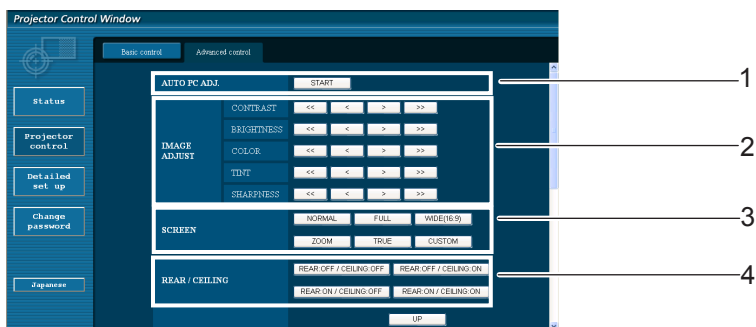 Projector Control Window
Basic control Advanced control
AUTO PC ADJ. START 1
IMAGE ADJUST 2
CONTRAST << < > >>
BRIGHTNESS << < > >>
COLOR << < > >>
TINT << < > >>
SHARPNESS << < > >>
SCREEN 3
NORMAL FULL WIDE(16:9)
ZOOM TRUE CUSTOM
REAR / CEILING 4
REAR:OFF / CEILING:OFF REAR:OFF / CEILING:ON
REAR:ON / CEILING:OFF REAR:ON / CEILING:ON
UP
Status
Projector
control
Detailed
set up
Change
password
Japanese